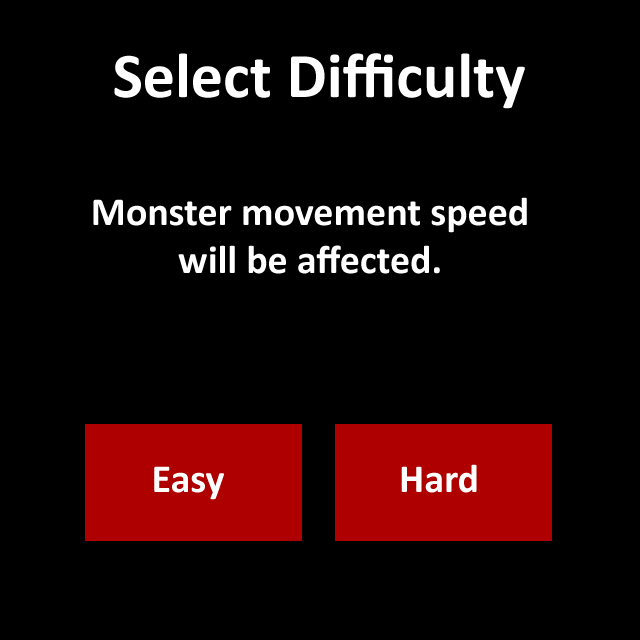 Select Difficulty
Monster movement speed
will be affected.
Easy
Hard